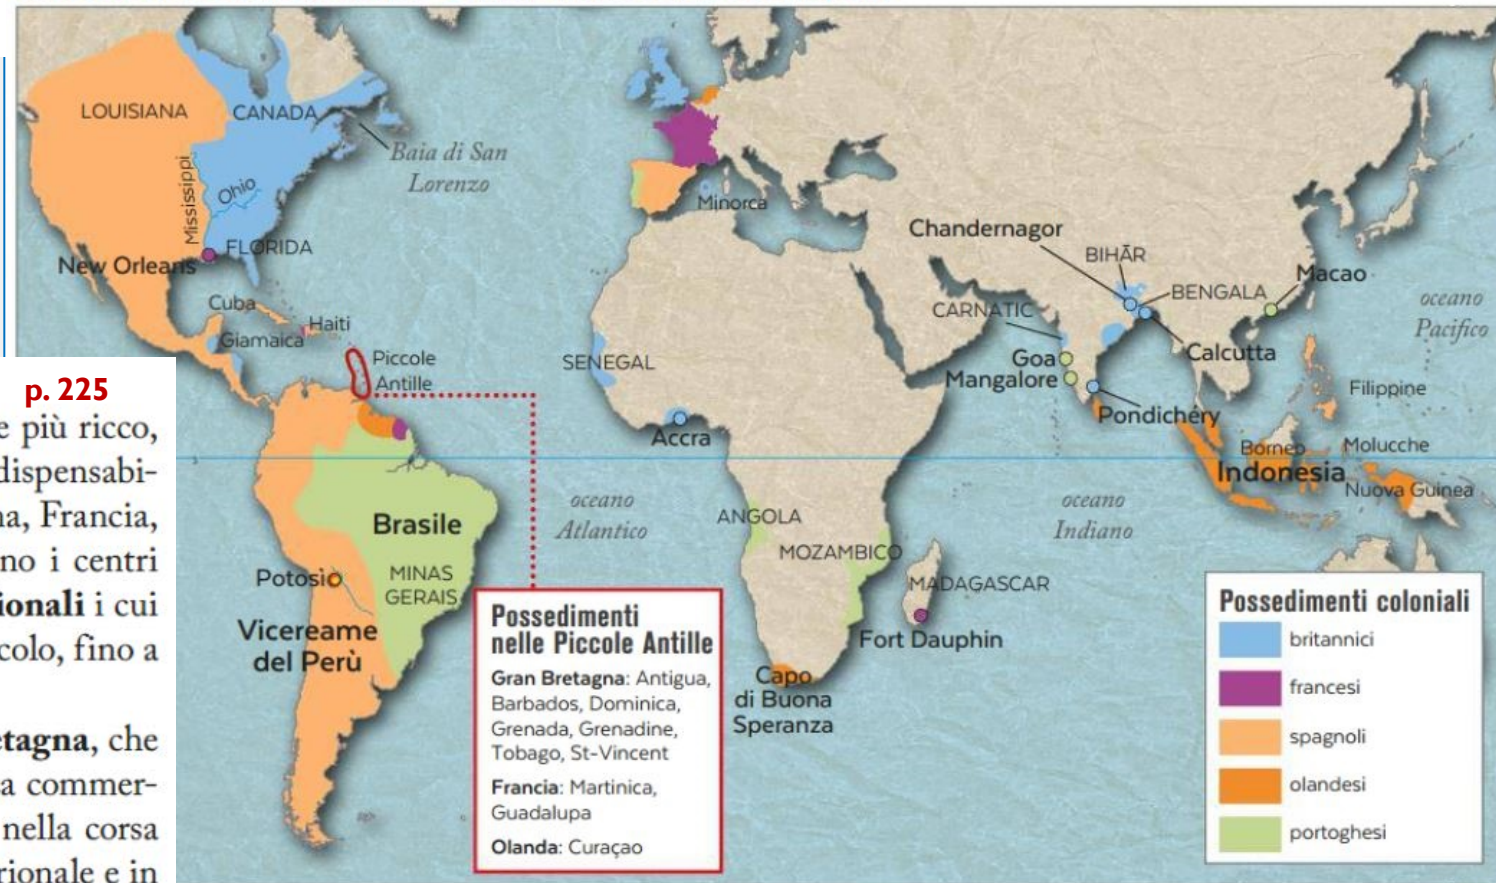 LOUISIANA
CANADA
Baia di San
Lorenzo
Mississippi
Ohio
FLORIDA
New Orleans
Cuba
Haiti
Giamaica
Piccole
Antille
Minorca
SENEGAL
Accra
Chandernagor
BIHĀR
BENGALA
Macao
CARNATIC
Goa
Mangalore
Calcutta
Pondichéry
oceano
Pacifico
Filippine
Borneo
Molucche
Indonesia
Nuova Guinea
oceano
Atlantico
oceano
Indiano
ANGOLA
MOZAMBICO
MADAGASCAR
Fort Dauphin
Capo
di Buona
Speranza
Brasile
MINAS
GERAIS
Potosì
Vicereame
del Perù
p. 225
e più ricco,
dispensabi-
na, Francia,
no i centri
ionali i cui
colo, fino a
etagna, che
a commer-
nella corsa
rionale e in
Possedimenti
nelle Piccole Antille
Gran Bretagna: Antigua,
Barbados, Dominica,
Grenada, Grenadine,
Tobago, St-Vincent
Francia: Martinica,
Guadalupa
Olanda: Curaçao
Possedimenti coloniali
britannici
francesi
spagnoli
olandesi
portoghesi